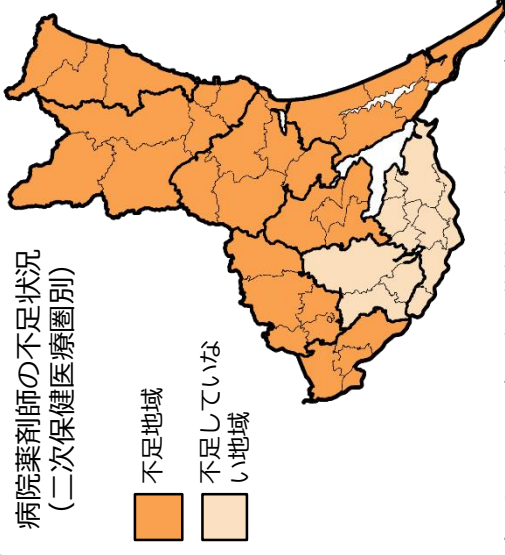 病院薬剤師の不足状況
(二次保健医療圏別)
不足地域
不足していな
い地域